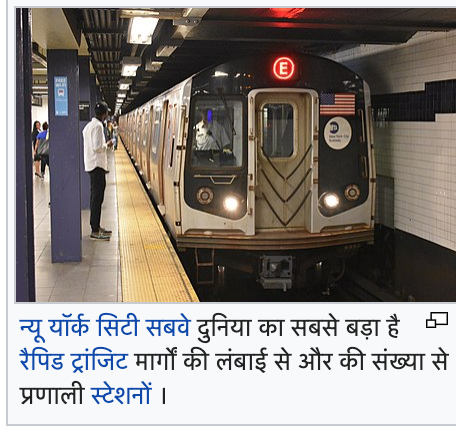 E
न्यू यॉर्क सिटी सबवे दुनिया का सबसे बड़ा है
रैपिड ट्रांजिट मार्गों की लंबाई से और की संख्या से
प्रणाली स्टेशनों ।